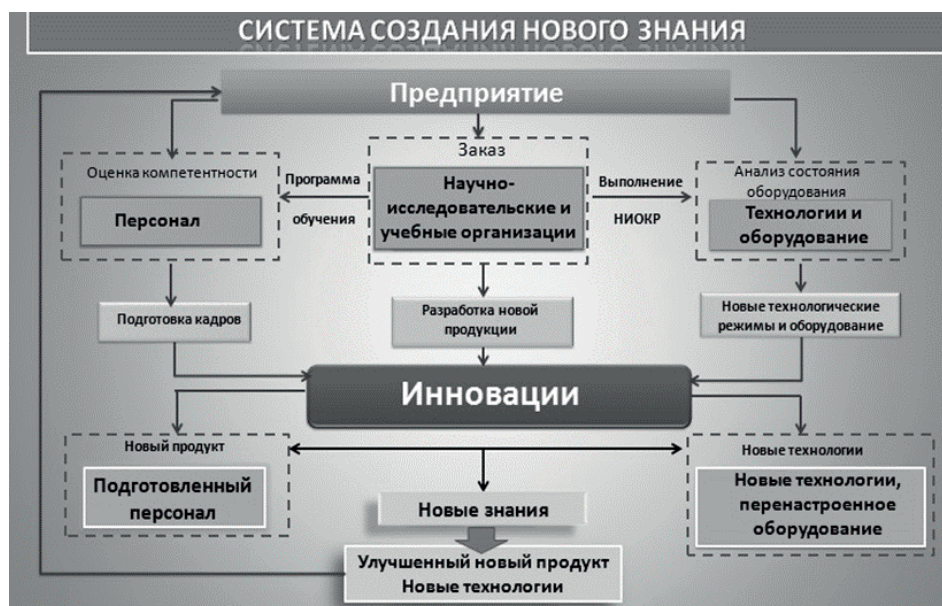 СИСТЕМА СОЗДАНИЯ НОВОГО ЗНАНИЯ
Предприятие
Оценка компетентности
Персонал
Программа
обучения
Заказ
Научно-
исследовательские и
учебные организации
Выполнение
НИОКР
Анализ состояния
оборудования
Технологии и
оборудование
Подготовка кадров
Разработка новой
продукции
Новые технологические
режимы и оборудование
Инновации
Новый продукт
Подготовленный
персонал
Новые знания
Новые технологии
Новые технологии,
перенастроенное
оборудование
Улучшенный новый продукт
Новые технологии